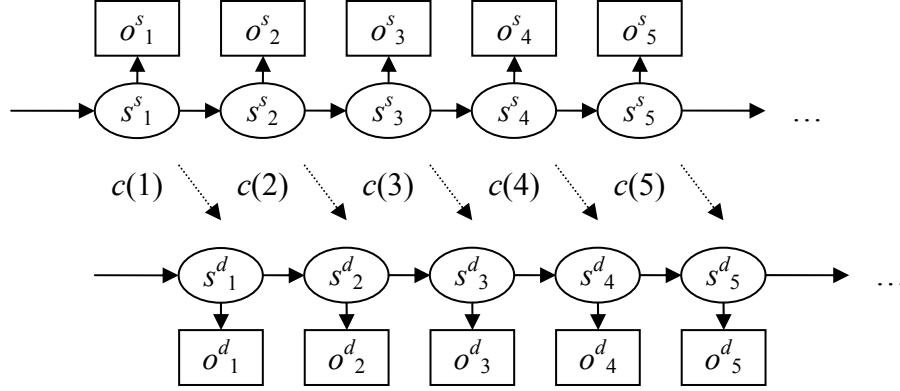 o^s_1 o^s_2 o^s_3 o^s_4 o^s_5
s^s_1 s^s_2 s^s_3 s^s_4 s^s_5 …
c(1) c(2) c(3) c(4) c(5)
s^d_1 s^d_2 s^d_3 s^d_4 s^d_5 …
o^d_1 o^d_2 o^d_3 o^d_4 o^d_5